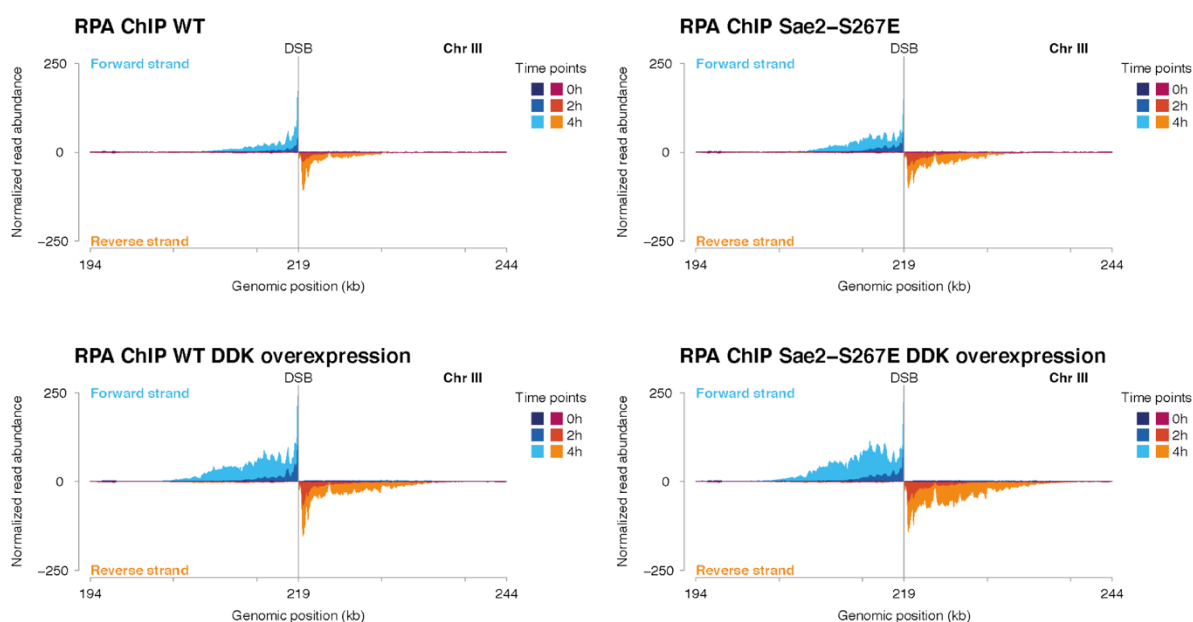 RPA ChIP WT
DSB
Chr III
250
Forward strand
Time points
0h
2h
4h
0
Normalized read abundance
−250
Reverse strand
194
219
244
Genomic position (kb)
RPA ChIP Sae2−S267E
DSB
Chr III
250
Forward strand
Time points
0h
2h
4h
0
Normalized read abundance
−250
Reverse strand
194
219
244
Genomic position (kb)
RPA ChIP WT DDK overexpression
DSB
Chr III
250
Forward strand
Time points
0h
2h
4h
0
Normalized read abundance
−250
Reverse strand
194
219
244
Genomic position (kb)
RPA ChIP Sae2−S267E DDK overexpression
DSB
Chr III
250
Forward strand
Time points
0h
2h
4h
0
Normalized read abundance
−250
Reverse strand
194
219
244
Genomic position (kb)